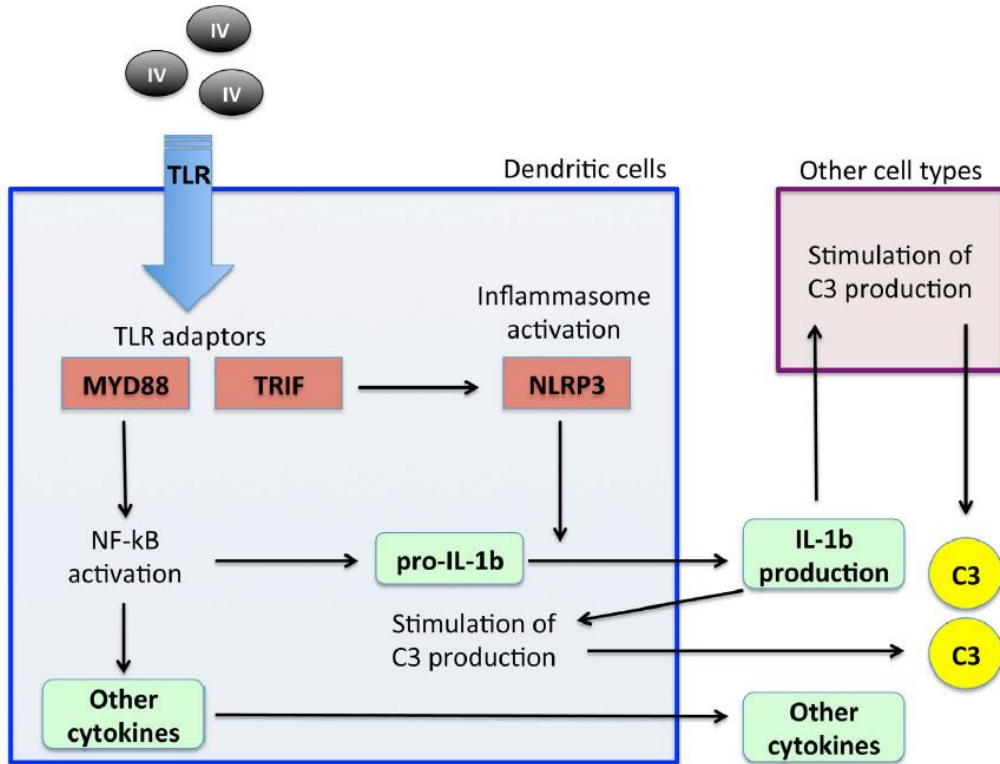 IV
IV
IV
TLR
Dendritic cells
Other cell types
Stimulation of
C3 production
Inflammasome
activation
TLR adaptors
MYD88
TRIF
NLRP3
NF-kB
activation
pro-IL-1b
IL-1b
production
C3
Stimulation of
C3 production
C3
Other
cytokines
Other
cytokines